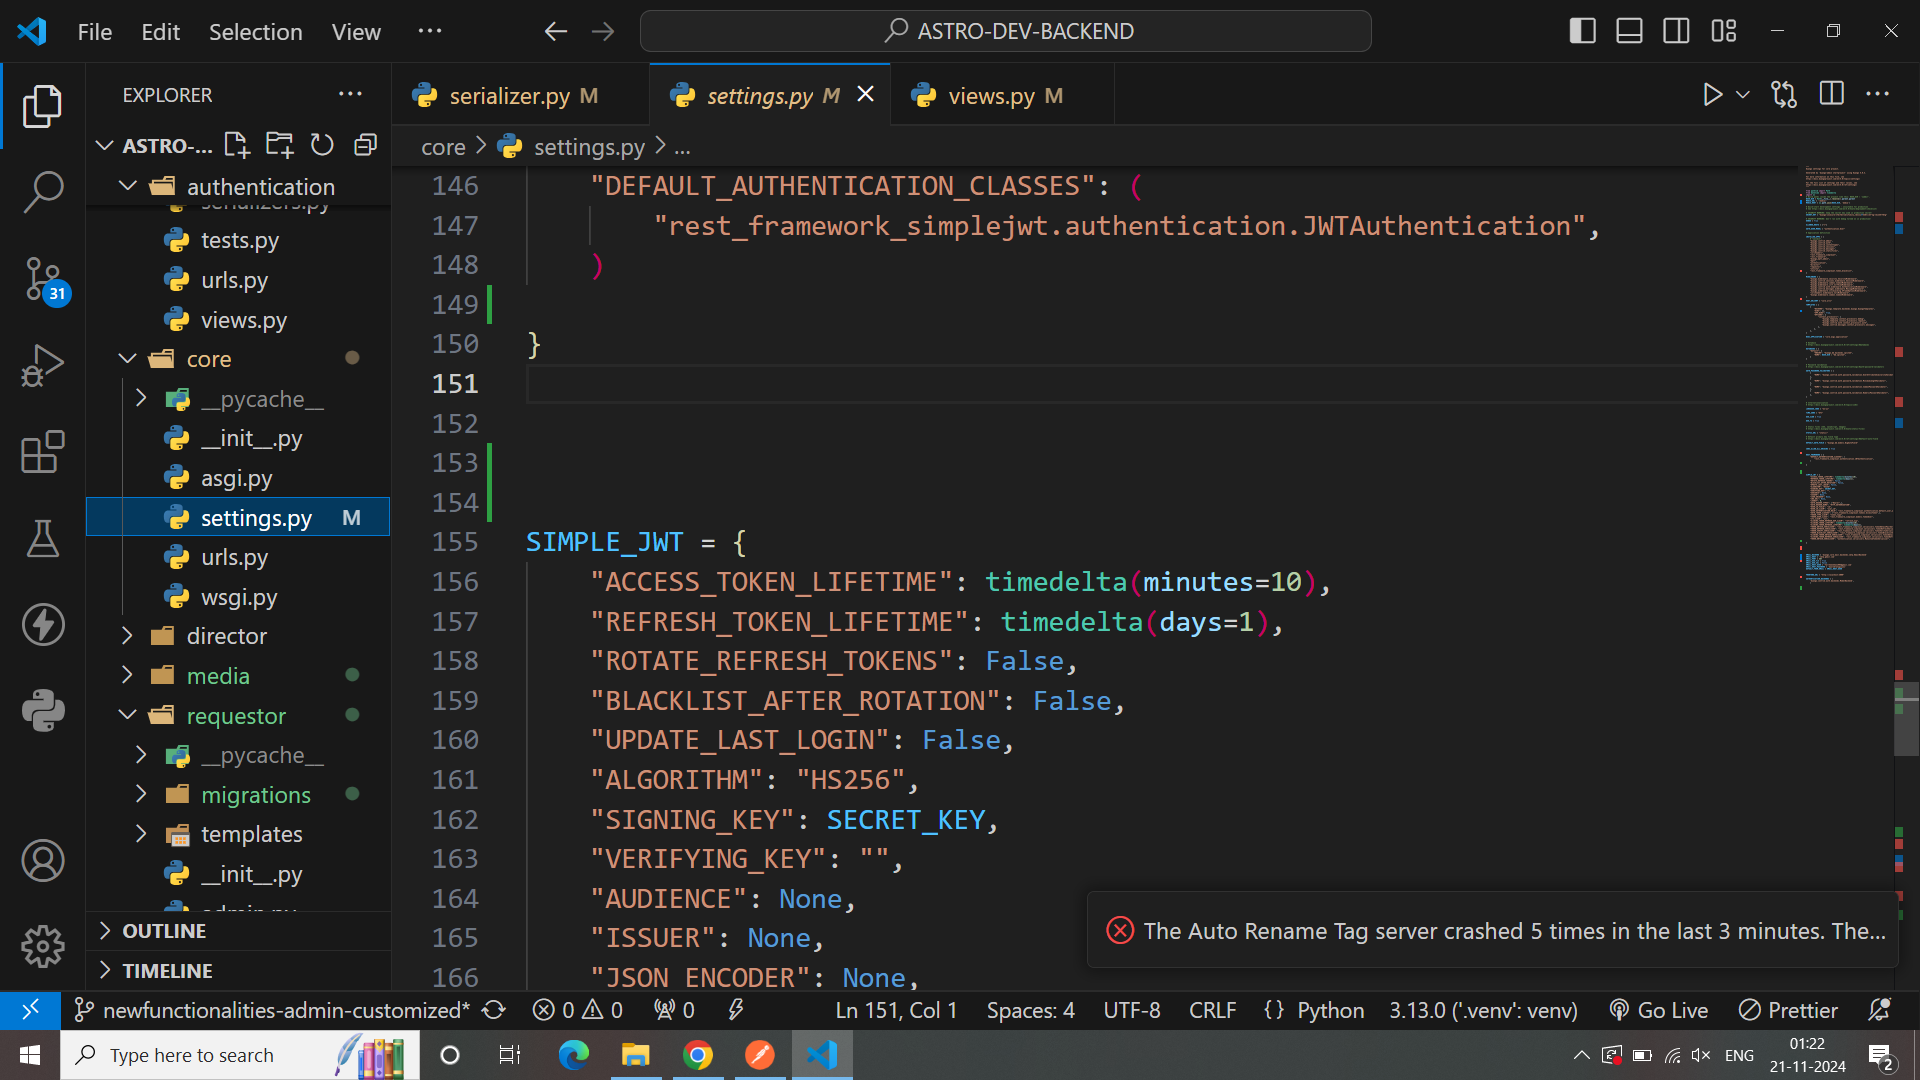 File Edit Selection View ...
ASTRO-DEV-BACKEND
EXPLORER
ASTRO-...
authentication
serializers.py
tests.py
urls.py
views.py
core
__pycache__
__init__.py
asgi.py
settings.py M
urls.py
wsgi.py
director
media
requestor
__pycache__
migrations
templates
__init__.py
admin.py
OUTLINE
TIMELINE
31
serializer.py M
settings.py M
views.py M
core > settings.py > ...
146 "DEFAULT_AUTHENTICATION_CLASSES": (
147 "rest_framework_simplejwt.authentication.JWTAuthentication",
148 )
149
150 }
151
152
153
154
155 SIMPLE_JWT = {
156 "ACCESS_TOKEN_LIFETIME": timedelta(minutes=10),
157 "REFRESH_TOKEN_LIFETIME": timedelta(days=1),
158 "ROTATE_REFRESH_TOKENS": False,
159 "BLACKLIST_AFTER_ROTATION": False,
160 "UPDATE_LAST_LOGIN": False,
161 "ALGORITHM": "HS256",
162 "SIGNING_KEY": SECRET_KEY,
163 "VERIFYING_KEY": "",
164 "AUDIENCE": None,
165 "ISSUER": None,
166 "JSON_ENCODER": None,
The Auto Rename Tag server crashed 5 times in the last 3 minutes. The...
newfunctionalities-admin-customized* 0 0 0 Ln 151, Col 1 Spaces: 4 UTF-8 CRLF {} Python 3.13.0 ('.venv': venv) Go Live Prettier
Type here to search
ENG
01:22
21-11-2024
2